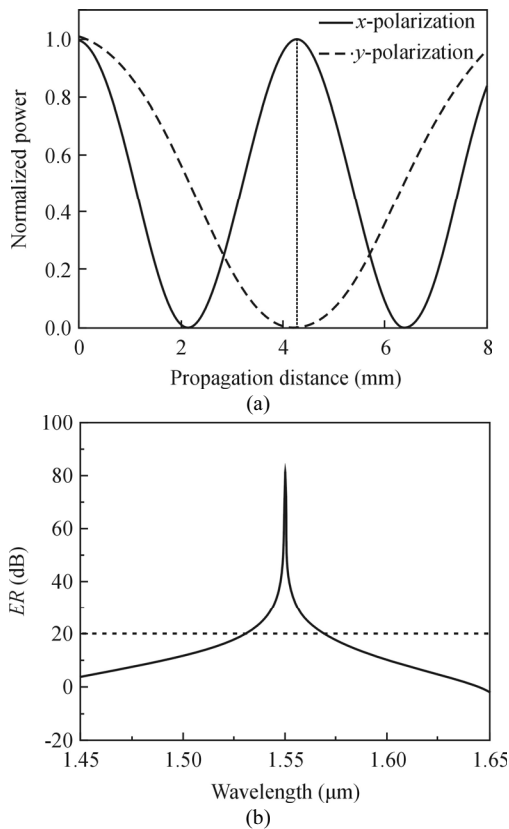 x-polarization
y-polarization
1.0
0.8
0.6
0.4
0.2
0.0
Normalized power
0
2
4
6
8
Propagation distance (mm)
(a)
100
80
60
40
20
0
-20
ER (dB)
1.45
1.50
1.55
1.60
1.65
Wavelength (μm)
(b)